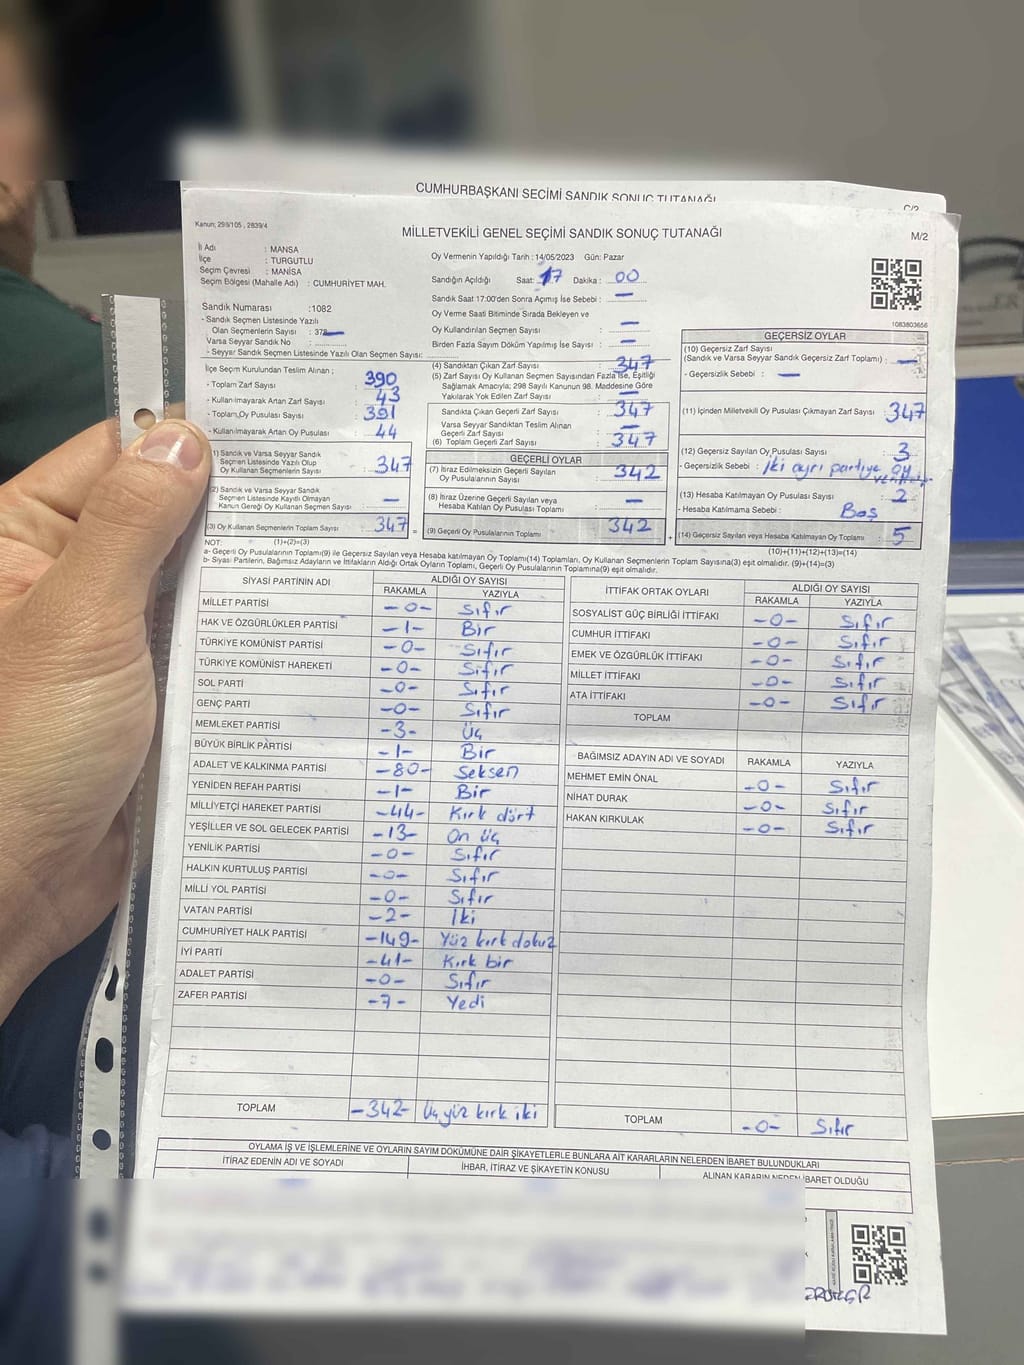 CUMHURBAŞKANI SEÇİMİ SANDIK SONUÇ TUTANAĞI
C/2
Kanun; 298/105 , 2839/4
MİLLETVEKİLİ GENEL SEÇİMİ SANDIK SONUÇ TUTANAĞI
M/2
İl Adı : MANSA
İlçe : TURGUTLU
Seçim Çevresi : MANİSA
Seçim Bölgesi (Mahalle Adı) : CUMHURİYET MAH.
Sandık Numarası :1082
- Sandık Seçmen Listesinde Yazılı
Olan Seçmenlerin Sayısı : 378
Varsa Seyyar Sandık No :
- Seyyar Sandık Seçmen Listesinde Yazılı Olan Seçmen Sayısı:
Oy Vermenin Yapıldığı Tarih :14/05/2023 Gün: Pazar
Sandığın Açıldığı Saat: 17 Dakika : 00
Sandık Saat 17:00'den Sonra Açımış İse Sebebi : —
Oy Verme Saati Bitiminde Sırada Bekleyen ve
Oy Kullandırılan Seçmen Sayısı : —
Birden Fazla Sayım Döküm Yapılmış İse Sayısı : —
1083803656
İlçe Seçim Kurulundan Teslim Alınan ;
- Toplam Zarf Sayısı : 390
- Kullanılmayarak Artan Zarf Sayısı : 43
- Toplam Oy Pusulası Sayısı : 391
- Kullanılmayarak Artan Oy Pusulası : 44
(4) Sandıktan Çıkan Zarf Sayısı : 347
(5) Zarf Sayısı Oy Kullanan Seçmen Sayısından Fazla İse, Eşitliği
Sağlamak Amacıyla; 298 Sayılı Kanunun 98. Maddesine Göre
Yakılarak Yok Edilen Zarf Sayısı : —
Sandıkta Çıkan Geçerli Zarf Sayısı : 347
Varsa Seyyar Sandıktan Teslim Alınan
Geçerli Zarf Sayısı : —
(6) Toplam Geçerli Zarf Sayısı : 347
GEÇERSİZ OYLAR
(10) Geçersiz Zarf Sayısı
(Sandık ve Varsa Seyyar Sandık Geçersiz Zarf Toplamı) : —
- Geçersizlik Sebebi : —
(11) İçinden Milletvekili Oy Pusulası Çıkmayan Zarf Sayısı : 347
(12) Geçersiz Sayılan Oy Pusulası Sayısı : 3
- Geçersizlik Sebebi : iki ayrı partiye oy
(13) Hesaba Katılmayan Oy Pusulası Sayısı : 2
- Hesaba Katılmama Sebebi : Boş
(14) Geçersiz Sayılan veya Hesaba Katılmayan Oy Toplamı : 5
(10)+(11)+(12)+(13)=(14)
(1) Sandık ve Varsa Seyyar Sandık
Seçmen Listesinde Yazılı Olup
Oy Kullanan Seçmenlerin Sayısı : 347
(2) Sandık ve Varsa Seyyar Sandık
Seçmen Listesinde Kayıtlı Olmayan
Kanun Gereği Oy Kullanan Seçmen Sayısı : —
(3) Oy Kullanan Seçmenlerin Toplam Sayısı : 347 =
GEÇERLİ OYLAR
(7) İtiraz Edilmeksizin Geçerli Sayılan
Oy Pusulalarının Sayısı : 342
(8) İtiraz Üzerine Geçerli Sayılan veya
Hesaba Katılan Oy Pusulası Toplamı : —
(9) Geçerli Oy Pusulalarının Toplamı : 342 +
NOT: (1)+(2)=(3)
a- Geçerli Oy Pusulalarının Toplamı(9) ile Geçersiz Sayılan veya Hesaba katılmayan Oy Toplamı(14) Toplamları, Oy Kullanan Seçmenlerin Toplam Sayısına(3) eşit olmalıdır. (9)+(14)=(3)
b- Siyasi Partilerin, Bağımsız Adayların ve İttifakların Aldığı Ortak Oyların Toplamı, Geçerli Oy Pusulalarının Toplamına(9) eşit olmalıdır.
SİYASİ PARTİNİN ADI ALDIĞI OY SAYISI
RAKAMLA YAZIYLA
MİLLET PARTİSİ -0- Sıfır
HAK VE ÖZGÜRLÜKLER PARTİSİ -1- Bir
TÜRKİYE KOMÜNİST PARTİSİ -0- Sıfır
TÜRKİYE KOMÜNİST HAREKETİ -0- Sıfır
SOL PARTİ -0- Sıfır
GENÇ PARTİ -0- Sıfır
MEMLEKET PARTİSİ -3- Üç
BÜYÜK BİRLİK PARTİSİ -1- Bir
ADALET VE KALKINMA PARTİSİ -80- Seksen
YENİDEN REFAH PARTİSİ -1- Bir
MİLLİYETÇİ HAREKET PARTİSİ -44- Kırk dört
YEŞİLLER VE SOL GELECEK PARTİSİ -13- On üç
YENİLİK PARTİSİ -0- Sıfır
HALKIN KURTULUŞ PARTİSİ -0- Sıfır
MİLLİ YOL PARTİSİ -0- Sıfır
VATAN PARTİSİ -2- İki
CUMHURİYET HALK PARTİSİ -149- Yüz kırk dokuz
İYİ PARTİ -41- Kırk bir
ADALET PARTİSİ -0- Sıfır
ZAFER PARTİSİ -7- Yedi
TOPLAM -342- Üç yüz kırk iki
İTTİFAK ORTAK OYLARI ALDIĞI OY SAYISI
RAKAMLA YAZIYLA
SOSYALİST GÜÇ BİRLİĞİ İTTİFAKI -0- Sıfır
CUMHUR İTTİFAKI -0- Sıfır
EMEK VE ÖZGÜRLÜK İTTİFAKI -0- Sıfır
MİLLET İTTİFAKI -0- Sıfır
ATA İTTİFAKI -0- Sıfır
TOPLAM
BAĞIMSIZ ADAYIN ADI VE SOYADI RAKAMLA YAZIYLA
MEHMET EMİN ÖNAL -0- Sıfır
NİHAT DURAK -0- Sıfır
HAKAN KIRKULAK -0- Sıfır
TOPLAM -0- Sıfır
OYLAMA İŞ VE İŞLEMLERİNE VE OYLARIN SAYIM DÖKÜMÜNE DAİR ŞİKAYETLERLE BUNLARA AİT KARARLARIN NELERDEN İBARET BULUNDUKLARI
İTİRAZ EDENİN ADI VE SOYADI İHBAR, İTİRAZ VE ŞİKAYETİN KONUSU ALINAN KARARIN NEDEN İBARET OLDUĞU